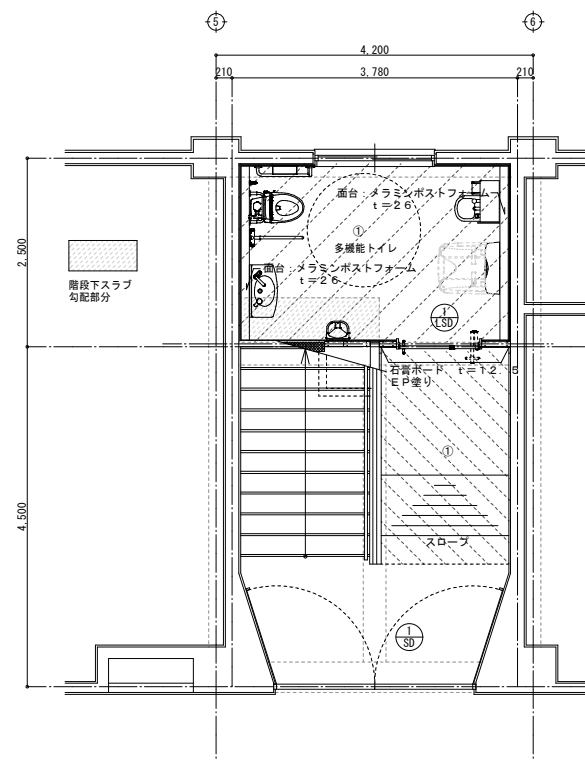 5
6
4,200
210
3,780
210
2,500
4,500
面台：メラミンポストフォーム
t＝26
①
多機能トイレ
面台：メラミンポストフォーム
t＝26
階段下スラブ
勾配部分
1
LSD
石膏ボード t＝12.5
EP塗り
①
スロープ
1
SD